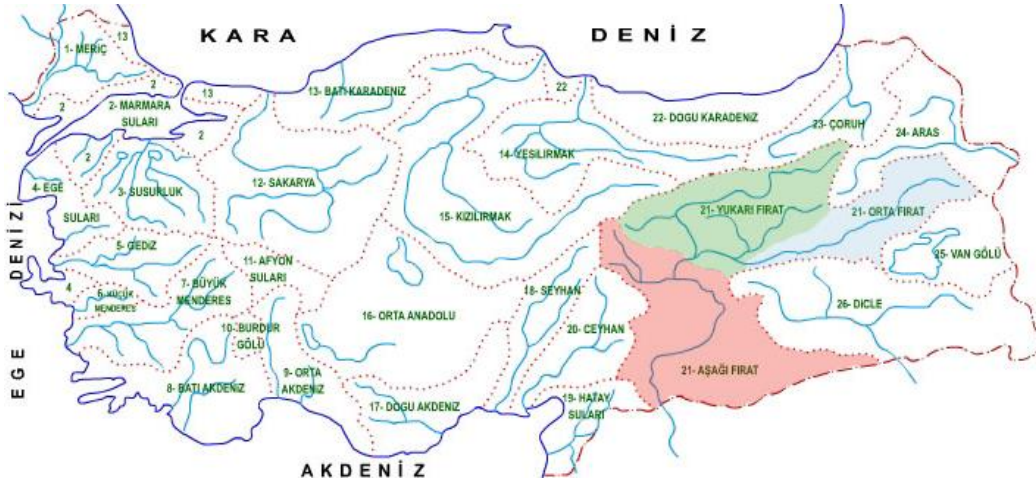 KARA DENİZ
13
1- MERİÇ
2
2
2- MARMARA
SULARI
2
13
13- BATI KARADENİZ
22
22- DOGU KARADENİZ
23- ÇORUH
24- ARAS
14- YEŞILIRMAK
2
4- EGE
SULARI
3- SUSURLUK
12- SAKARYA
15- KIZILIRMAK
21- YUKARI FIRAT
21- ORTA FIRAT
25- VAN GÖLÜ
EGE DENİZİ
5- GEDİZ
11- AFYON
SULARI
4
6- KÜÇÜK
MENDERES
7- BÜYÜK
MENDERES
18- SEYHAN
26- DICLE
16- ORTA ANADOLU
20- CEYHAN
10- BURDUR
GÖLÜ
9- ORTA
AKDENİZ
8- BATI AKDENİZ
21- AŞAĞI FIRAT
17- DOGU AKDENİZ
19- HATAY
SULARI
AKDENİZ